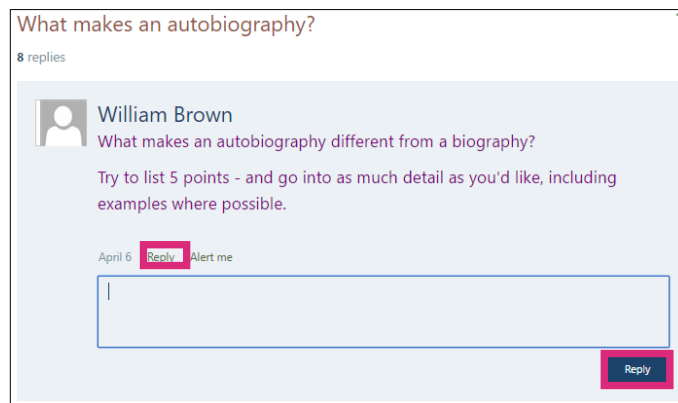 What makes an autobiography?
8 replies
William Brown
What makes an autobiography different from a biography?
Try to list 5 points - and go into as much detail as you'd like, including
examples where possible.
April 6 Reply Alert me
Reply